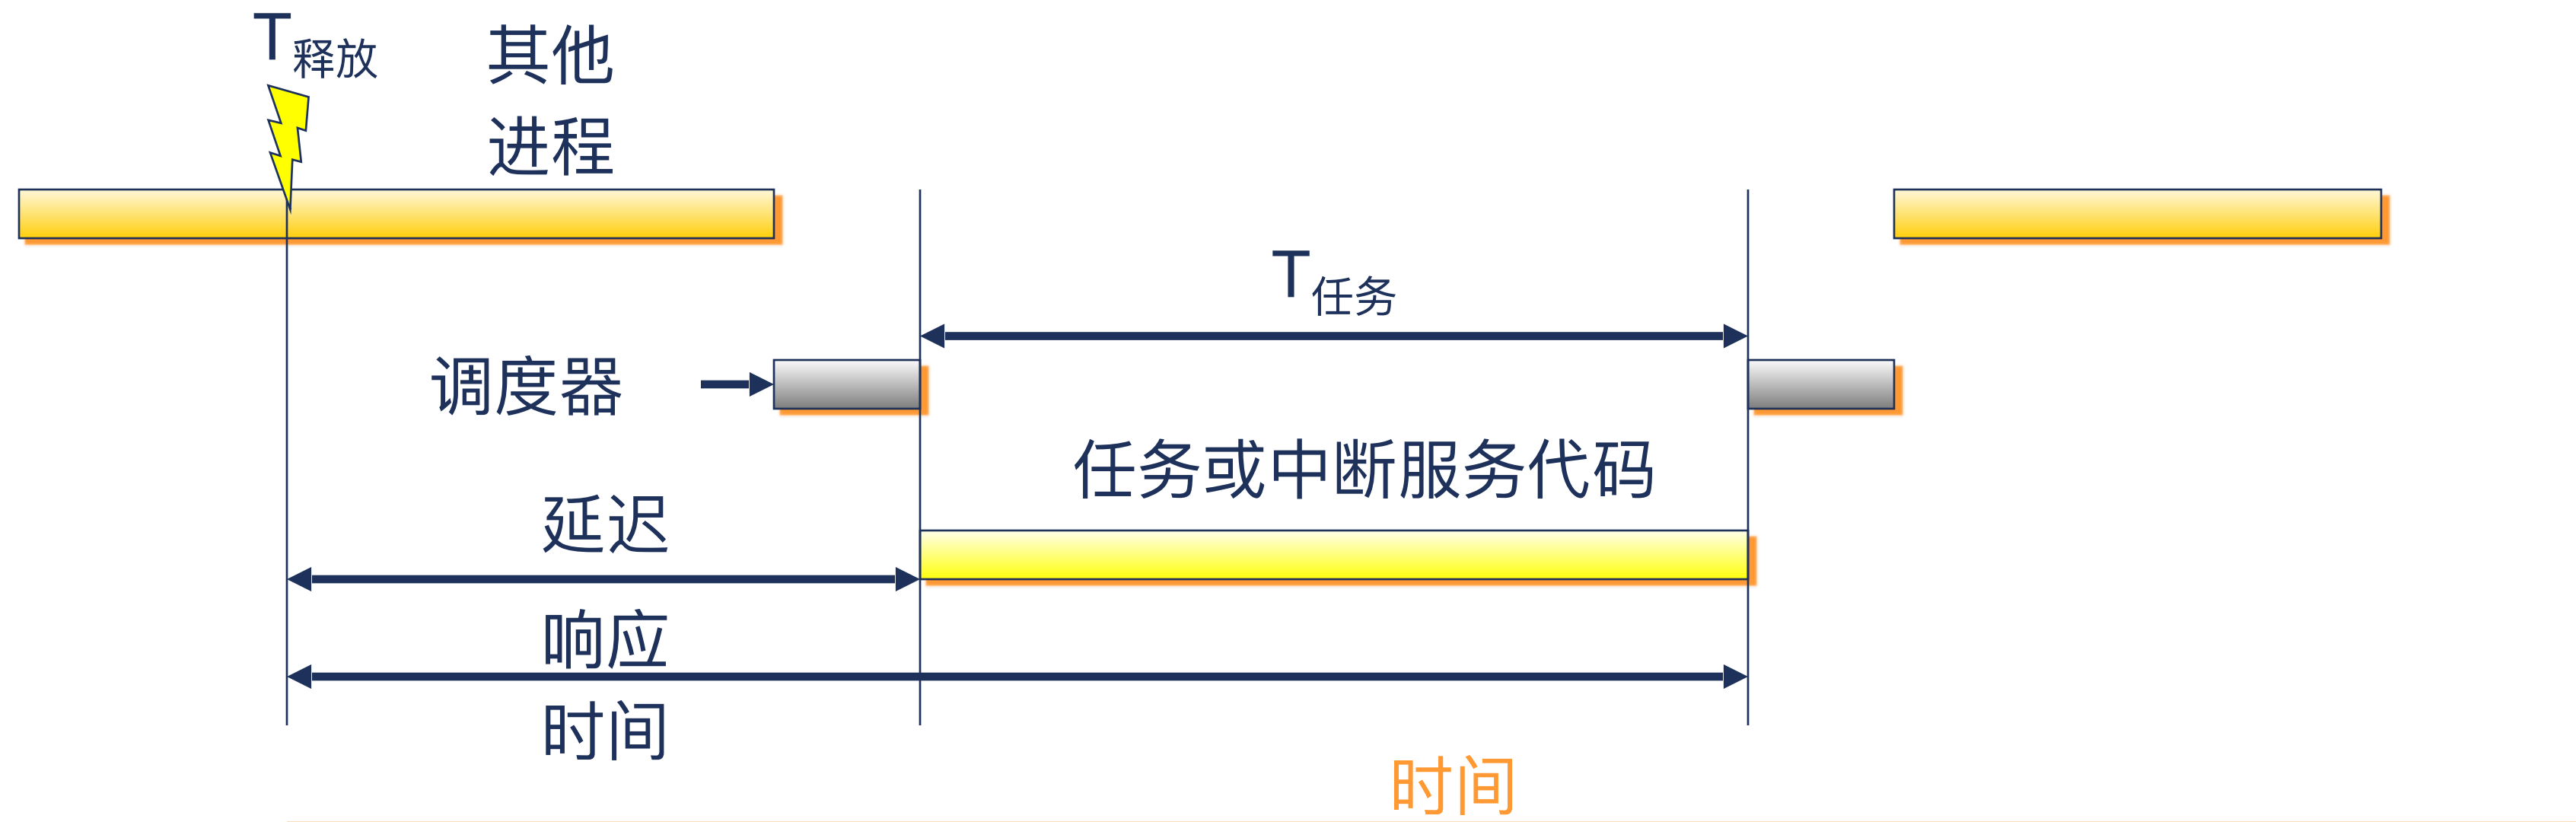 T释放
其他
进程
T任务
调度器
任务或中断服务代码
延迟
响应
时间
时间